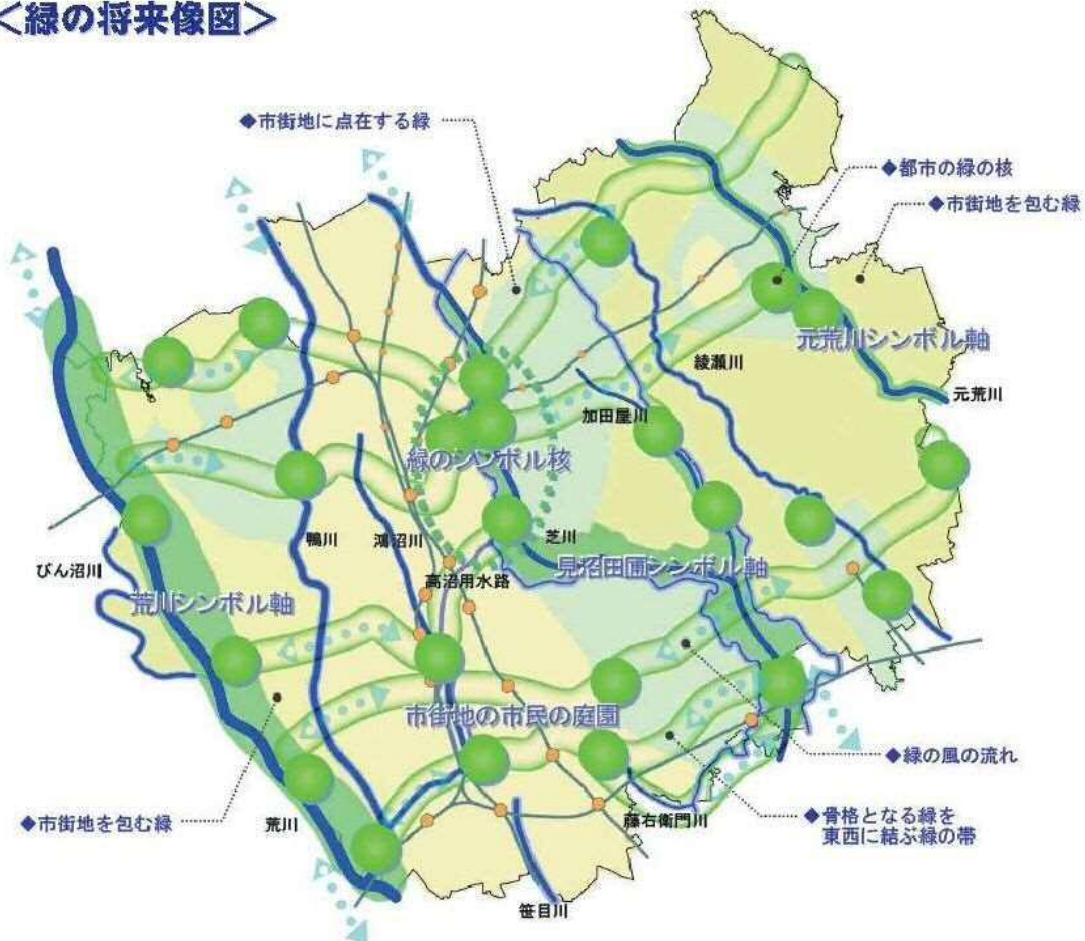 <緑の将来像図>
◆市街地に点在する緑
◆都市の緑の核
◆市街地を包む緑
元荒川シンボル軸
綾瀬川
元荒川
加田屋川
緑のシンボル核
芝川
鴨川
鴻沼川
びん沼川
見沼田圃シンボル軸
高沼用水路
荒川シンボル軸
市街地の市民の庭園
◆緑の風の流れ
◆市街地を包む緑
荒川
藤右衛門川
◆骨格となる緑を
東西に結ぶ緑の帯
笹目川